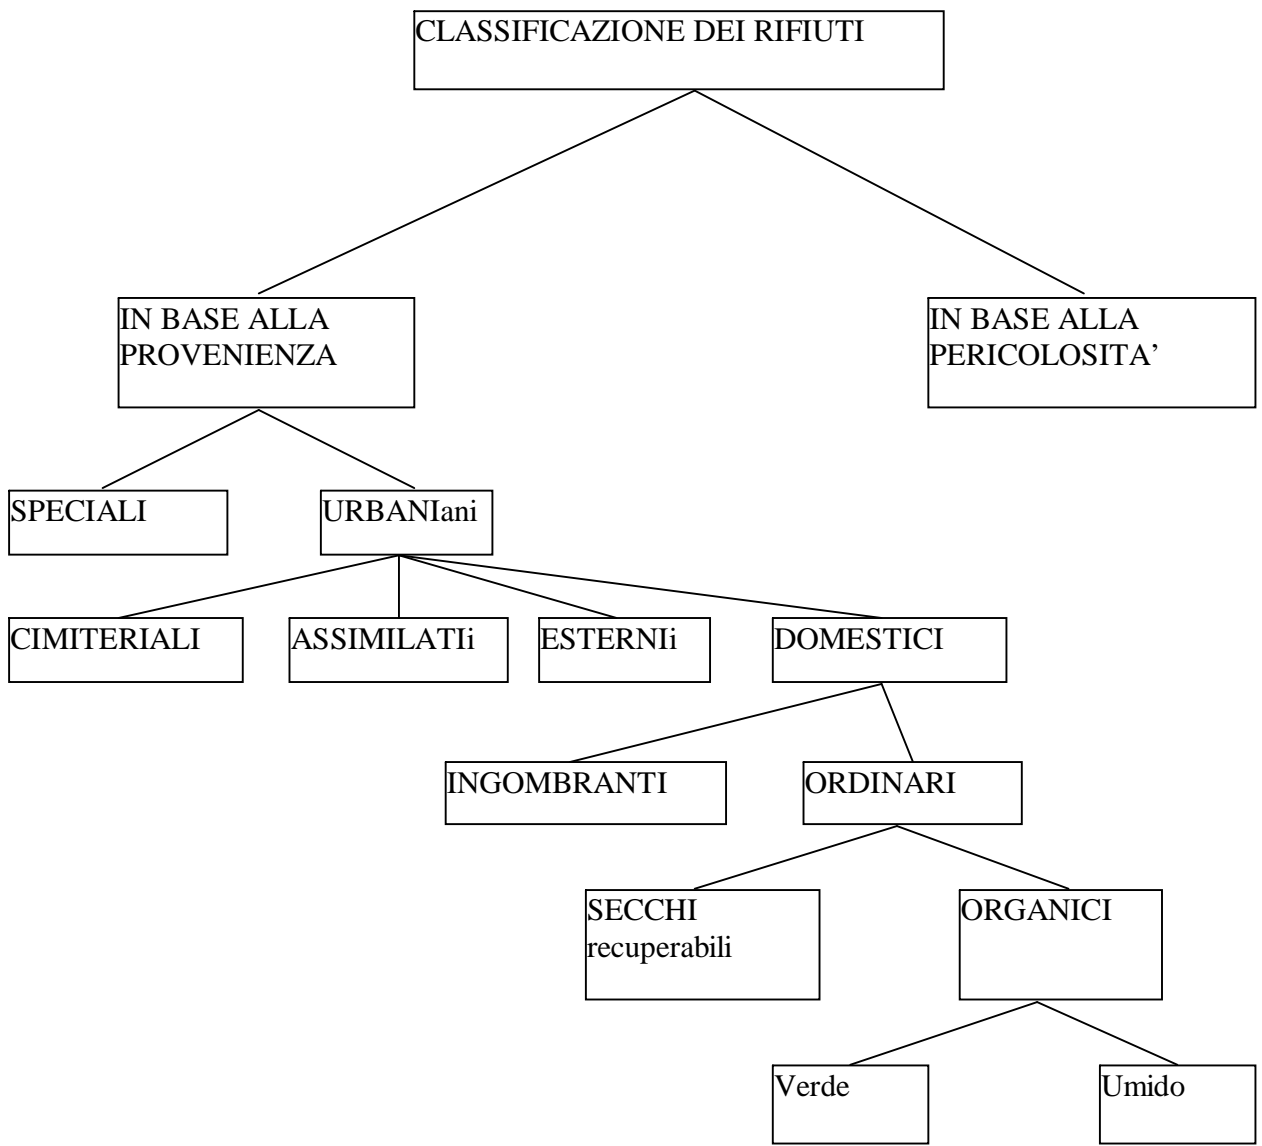 CLASSIFICAZIONE DEI RIFIUTI
IN BASE ALLA
PROVENIENZA
IN BASE ALLA
PERICOLOSITA’
SPECIALI
URBANIani
CIMITERIALI
ASSIMILATIi
ESTERNIi
DOMESTICI
INGOMBRANTI
ORDINARI
SECCHI
recuperabili
ORGANICI
Verde
Umido